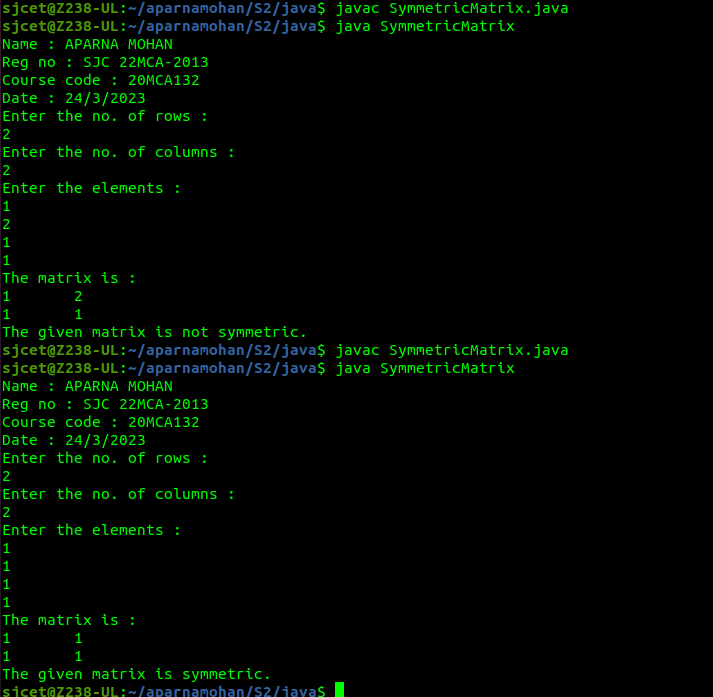 sjcet@Z238-UL:~/aparnamohan/S2/java$ javac SymmetricMatrix.java
sjcet@Z238-UL:~/aparnamohan/S2/java$ java SymmetricMatrix
Name : APARNA MOHAN
Reg no : SJC 22MCA-2013
Course code : 20MCA132
Date : 24/3/2023
Enter the no. of rows :
2
Enter the no. of columns :
2
Enter the elements :
1
2
1
1
The matrix is :
1       2
1       1
The given matrix is not symmetric.
sjcet@Z238-UL:~/aparnamohan/S2/java$ javac SymmetricMatrix.java
sjcet@Z238-UL:~/aparnamohan/S2/java$ java SymmetricMatrix
Name : APARNA MOHAN
Reg no : SJC 22MCA-2013
Course code : 20MCA132
Date : 24/3/2023
Enter the no. of rows :
2
Enter the no. of columns :
2
Enter the elements :
1
1
1
1
The matrix is :
1       1
1       1
The given matrix is symmetric.
sjcet@Z238-UL:~/aparnamohan/S2/java$